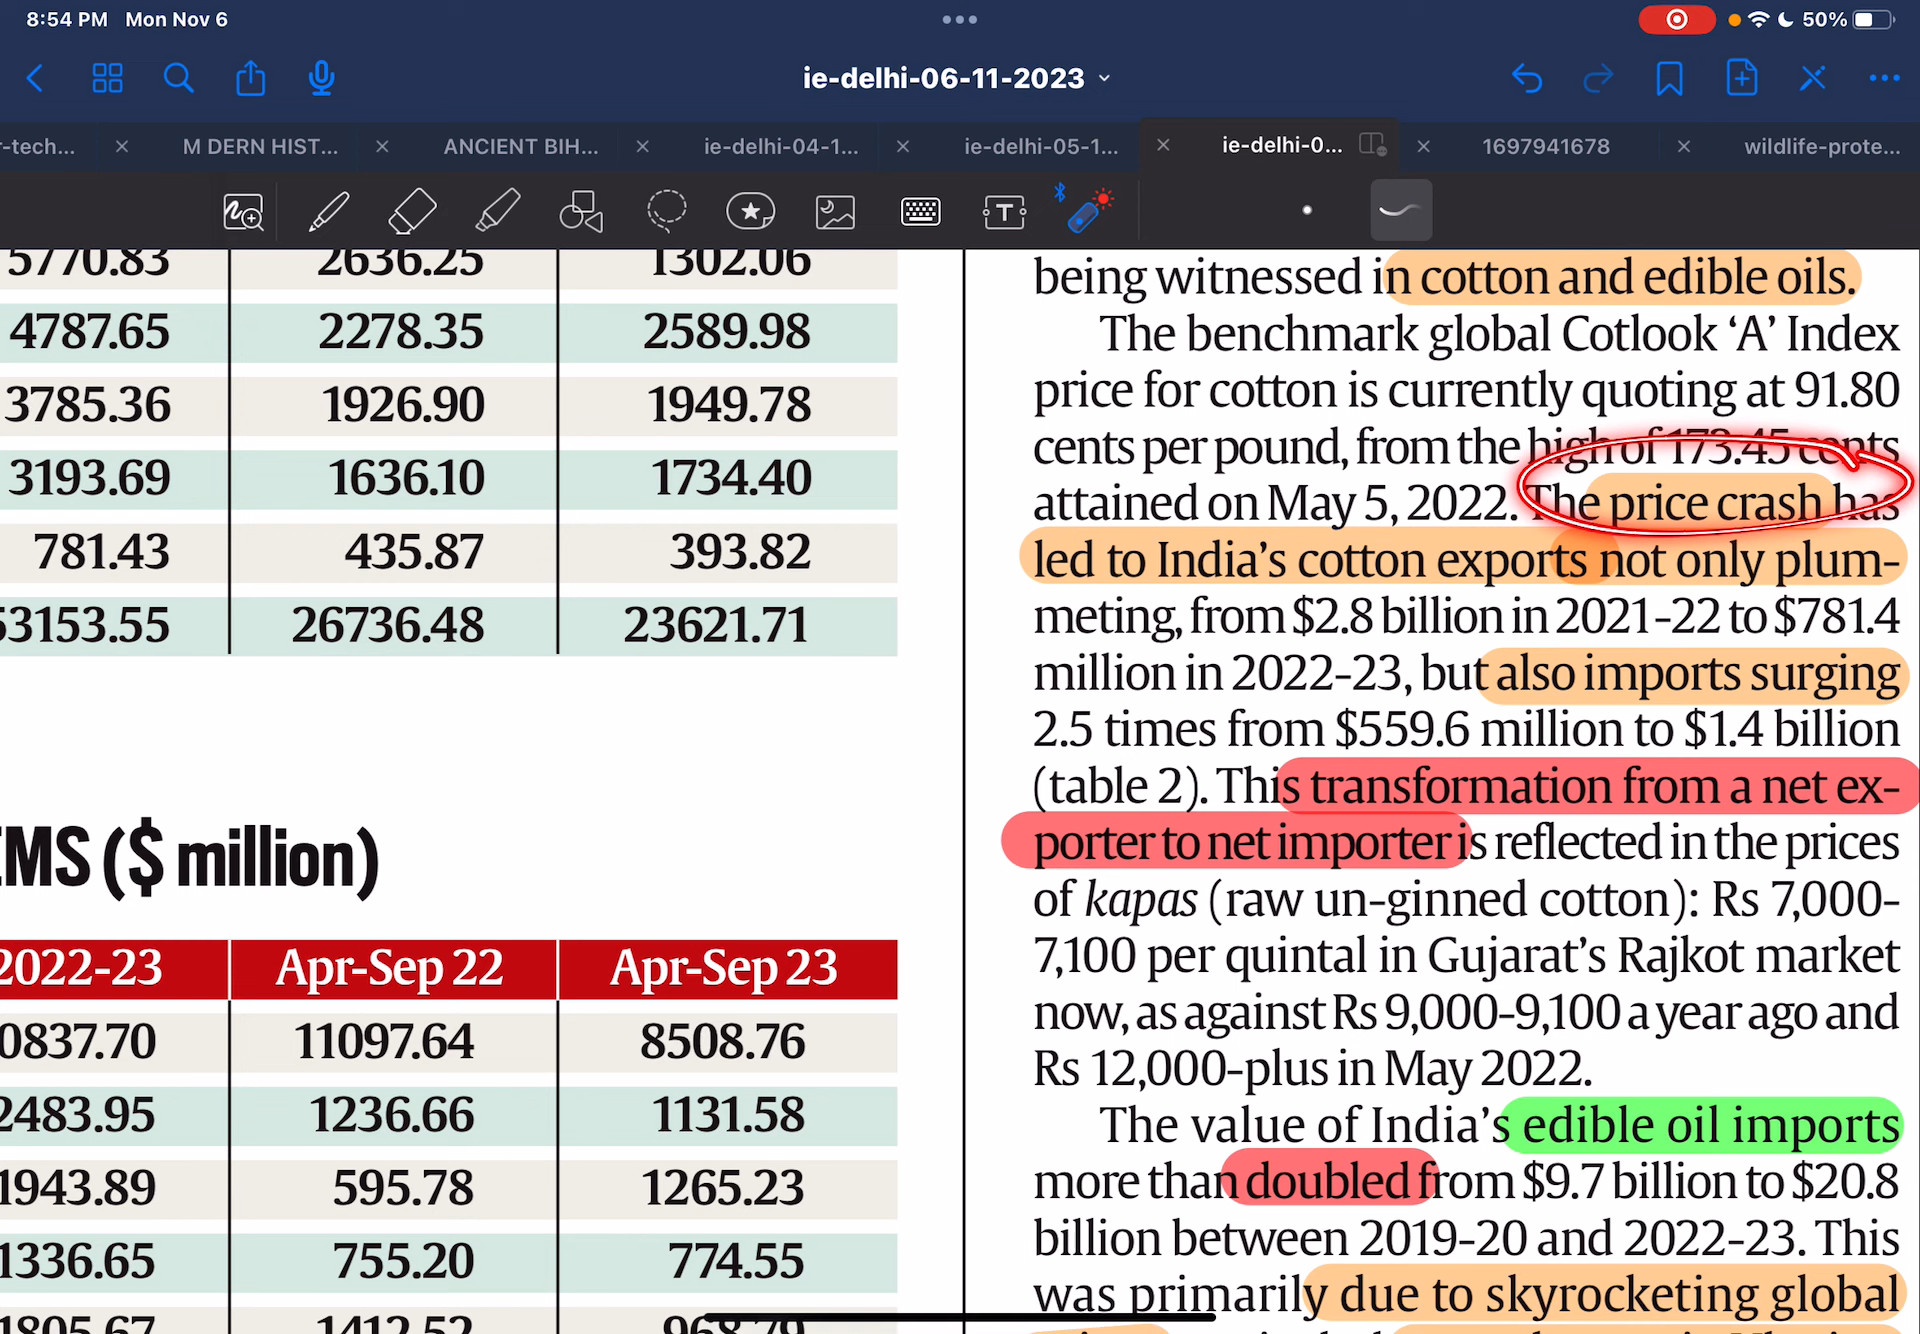 8:54 PM Mon Nov 6
50%
ie-delhi-06-11-2023
-tech...
M DERN HIST...
ANCIENT BIH...
ie-delhi-04-1...
ie-delhi-05-1...
ie-delhi-0...
1697941678
wildlife-prote...
5770.83 2636.25 1302.06
4787.65 2278.35 2589.98
3785.36 1926.90 1949.78
3193.69 1636.10 1734.40
781.43 435.87 393.82
53153.55 26736.48 23621.71
EMS ($ million)
2022-23 Apr-Sep 22 Apr-Sep 23
0837.70 11097.64 8508.76
2483.95 1236.66 1131.58
1943.89 595.78 1265.23
1336.65 755.20 774.55
1805.67 1412.52 968.79
being witnessed in cotton and edible oils.
The benchmark global Cotlook ‘A’ Index
price for cotton is currently quoting at 91.80
cents per pound, from the high of 173.45 cents
attained on May 5, 2022. The price crash has
led to India’s cotton exports not only plum-
meting, from $2.8 billion in 2021-22 to $781.4
million in 2022-23, but also imports surging
2.5 times from $559.6 million to $1.4 billion
(table 2). This transformation from a net ex-
porter to net importer is reflected in the prices
of kapas (raw un-ginned cotton): Rs 7,000-
7,100 per quintal in Gujarat’s Rajkot market
now, as against Rs 9,000-9,100 a year ago and
Rs 12,000-plus in May 2022.
The value of India’s edible oil imports
more than doubled from $9.7 billion to $20.8
billion between 2019-20 and 2022-23. This
was primarily due to skyrocketing global